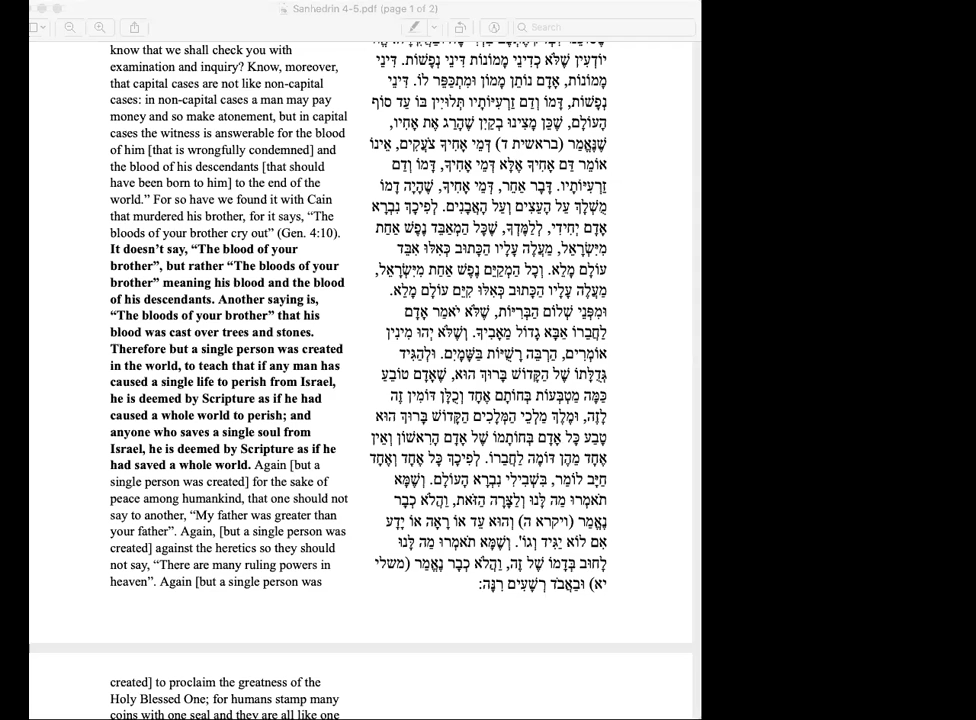 Sanhedrin 4-5.pdf (page 1 of 2)
Search
know that we shall check you with
examination and inquiry? Know, moreover,
that capital cases are not like non-capital
cases: in non-capital cases a man may pay
money and so make atonement, but in capital
cases the witness is answerable for the blood
of him [that is wrongfully condemned] and
the blood of his descendants [that should
have been born to him] to the end of the
world.” For so have we found it with Cain
that murdered his brother, for it says, “The
bloods of your brother cry out” (Gen. 4:10).
It doesn’t say, “The blood of your
brother”, but rather “The bloods of your
brother” meaning his blood and the blood
of his descendants. Another saying is,
“The bloods of your brother” that his
blood was cast over trees and stones.
Therefore but a single person was created
in the world, to teach that if any man has
caused a single life to perish from Israel,
he is deemed by Scripture as if he had
caused a whole world to perish; and
anyone who saves a single soul from
Israel, he is deemed by Scripture as if he
had saved a whole world. Again [but a
single person was created] for the sake of
peace among humankind, that one should not
say to another, “My father was greater than
your father”. Again, [but a single person was
created] against the heretics so they should
not say, “There are many ruling powers in
heaven”. Again [but a single person was
יוֹדְעִין שֶׁלֹּא כְדִינֵי מָמוֹנוֹת דִּינֵי נְפָשׁוֹת. דִּינֵי
מָמוֹנוֹת, אָדָם נוֹתֵן מָמוֹן וּמִתְכַּפֵּר לוֹ. דִּינֵי
נְפָשׁוֹת, דָּמוֹ וְדַם זַרְעִיּוֹתָיו תְּלוּיִין בּוֹ עַד סוֹף
הָעוֹלָם, שֶׁכֵּן מָצִינוּ בְקַיִן שֶׁהָרַג אֶת אָחִיו,
שֶׁנֶּאֱמַר (בראשית ד) דְּמֵי אָחִיךָ צֹעֲקִים, אֵינוֹ
אוֹמֵר דַּם אָחִיךָ אֶלָּא דְּמֵי אָחִיךָ, דָּמוֹ וְדַם
זַרְעִיּוֹתָיו. דָּבָר אַחֵר, דְּמֵי אָחִיךָ, שֶׁהָיָה דָמוֹ
מֻשְׁלָךְ עַל הָעֵצִים וְעַל הָאֲבָנִים. לְפִיכָךְ נִבְרָא
אָדָם יְחִידִי, לְלַמֶּדְךָ, שֶׁכָּל הַמְאַבֵּד נֶפֶשׁ אַחַת
מִיִּשְׂרָאֵל, מַעֲלֶה עָלָיו הַכָּתוּב כְּאִלּוּ אִבֵּד
עוֹלָם מָלֵא. וְכָל הַמְקַיֵּם נֶפֶשׁ אַחַת מִיִּשְׂרָאֵל,
מַעֲלֶה עָלָיו הַכָּתוּב כְּאִלּוּ קִיֵּם עוֹלָם מָלֵא.
וּמִפְּנֵי שְׁלוֹם הַבְּרִיּוֹת, שֶׁלֹּא יֹאמַר אָדָם
לַחֲבֵרוֹ אַבָּא גָדוֹל מֵאָבִיךָ. וְשֶׁלֹּא יְהוּ מִינִין
אוֹמְרִים, הַרְבֵּה רָשֻׁיּוֹת בַּשָּׁמָיִם. וּלְהַגִּיד
גְּדֻלָּתוֹ שֶׁל הַקָּדוֹשׁ בָּרוּךְ הוּא, שֶׁאָדָם טוֹבֵעַ
כַּמָּה מַטְבְּעוֹת בְּחוֹתָם אֶחָד וְכֻלָּן דּוֹמִין זֶה
לָזֶה, וּמֶלֶךְ מַלְכֵי הַמְּלָכִים הַקָּדוֹשׁ בָּרוּךְ הוּא
טָבַע כָּל אָדָם בְּחוֹתָמוֹ שֶׁל אָדָם הָרִאשׁוֹן וְאֵין
אֶחָד מֵהֶן דּוֹמֶה לַחֲבֵרוֹ. לְפִיכָךְ כָּל אֶחָד וְאֶחָד
חַיָּב לוֹמַר, בִּשְׁבִילִי נִבְרָא הָעוֹלָם. וְשֶׁמָּא
תֹאמְרוּ מַה לָּנוּ וְלַצָּרָה הַזֹּאת, וַהֲלֹא כְבָר
נֶאֱמַר (ויקרא ה) וְהוּא עֵד אוֹ רָאָה אוֹ יָדָע
אִם לוֹא יַגִּיד וְגוֹ'. וְשֶׁמָּא תֹאמְרוּ מַה לָּנוּ
לָחוּב בְּדָמוֹ שֶׁל זֶה, וַהֲלֹא כְבָר נֶאֱמַר (משלי
יא) וּבַאֲבֹד רְשָׁעִים רִנָּה:
created] to proclaim the greatness of the
Holy Blessed One; for humans stamp many
coins with one seal and they are all like one